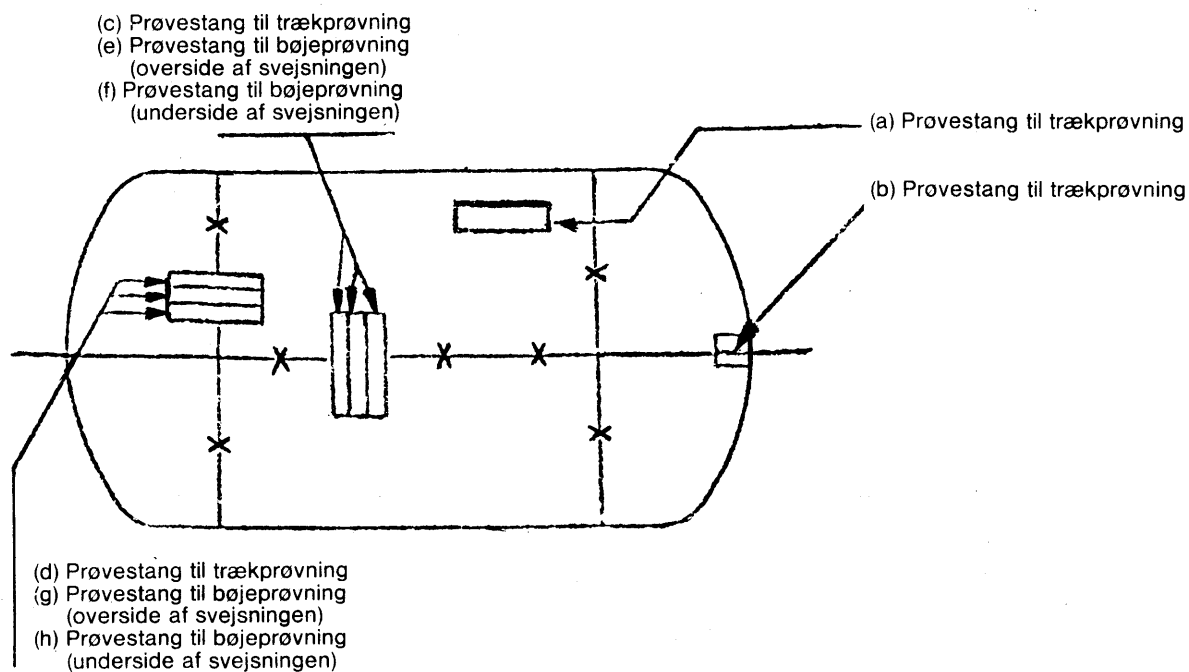 (c) Prøvestang til trækprøvning
(e) Prøvestang til bøjeprøvning
(overside af svejsningen)
(f) Prøvestang til bøjeprøvning
(underside af svejsningen)
(a) Prøvestang til trækprøvning
(b) Prøvestang til trækprøvning
(d) Prøvestang til trækprøvning
(g) Prøvestang til bøjeprøvning
(overside af svejsningen)
(h) Prøvestang til bøjeprøvning
(underside af svejsningen)